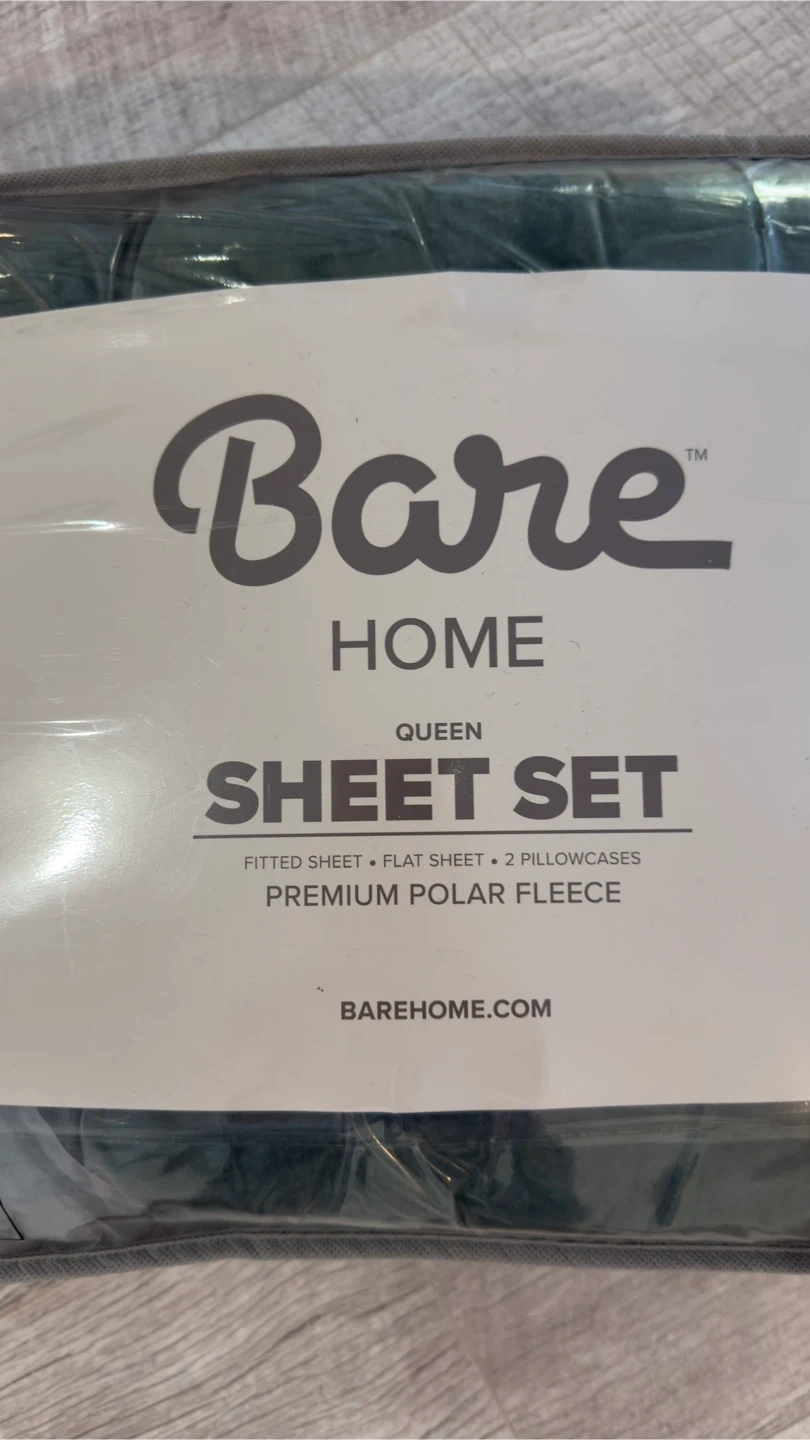 Bare™
HOME
QUEEN
SHEET SET
FITTED SHEET • FLAT SHEET • 2 PILLOWCASES
PREMIUM POLAR FLEECE
BAREHOME.COM